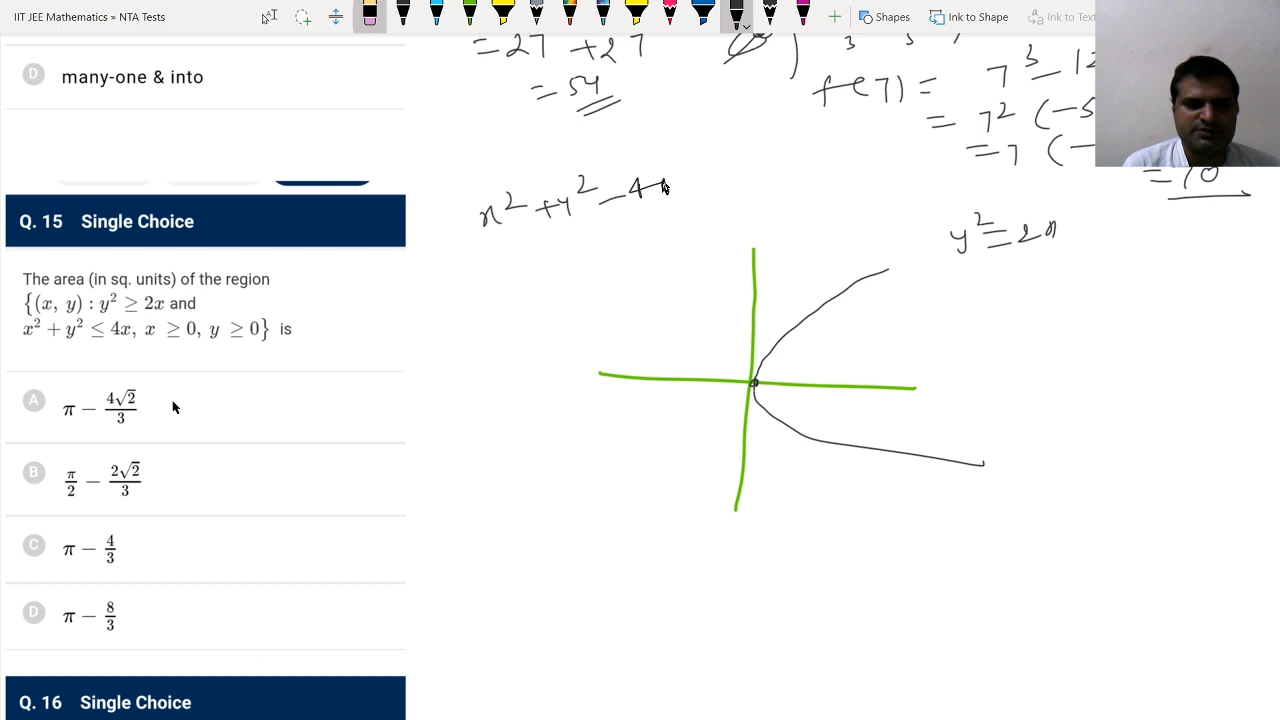 IIT JEE Mathematics » NTA Tests
Shapes
Ink to Shape
Ink to Text
D many-one & into
Q. 15 Single Choice
The area (in sq. units) of the region
{(x, y) : y² ≥ 2x and
x² + y² ≤ 4x, x ≥ 0, y ≥ 0} is
A π − 4√2/3
B π/2 − 2√2/3
C π − 4/3
D π − 8/3
Q. 16 Single Choice
= 27 + 27
= 54
f(7) = 7³ − 12
= 7² (−5
= 7 (−
= 70
x² + y² − 4
y² = 2x